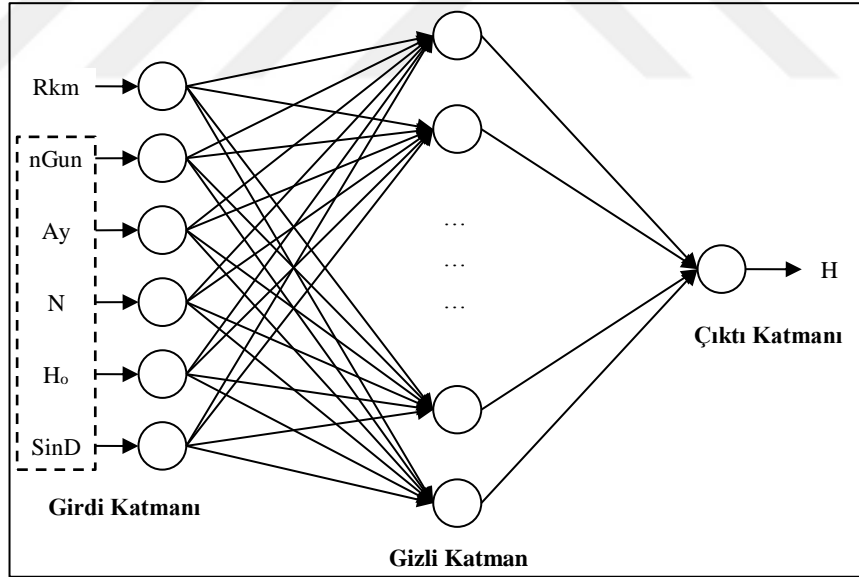 Rkm
nGun
Ay
N
Ho
SinD
Girdi Katmanı
...
...
...
Gizli Katman
H
Çıktı Katmanı